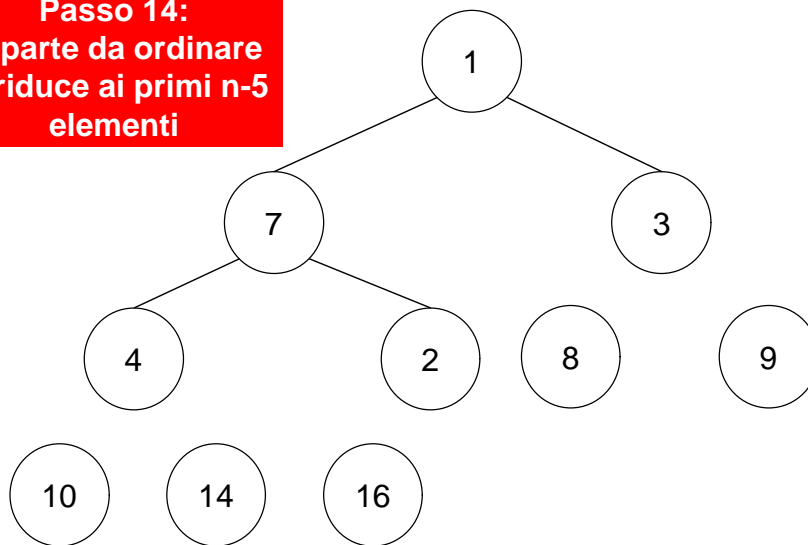 Passo 14:
parte da ordinare
riduce ai primi n-5
elementi
1
7
3
4
2
8
9
10
14
16